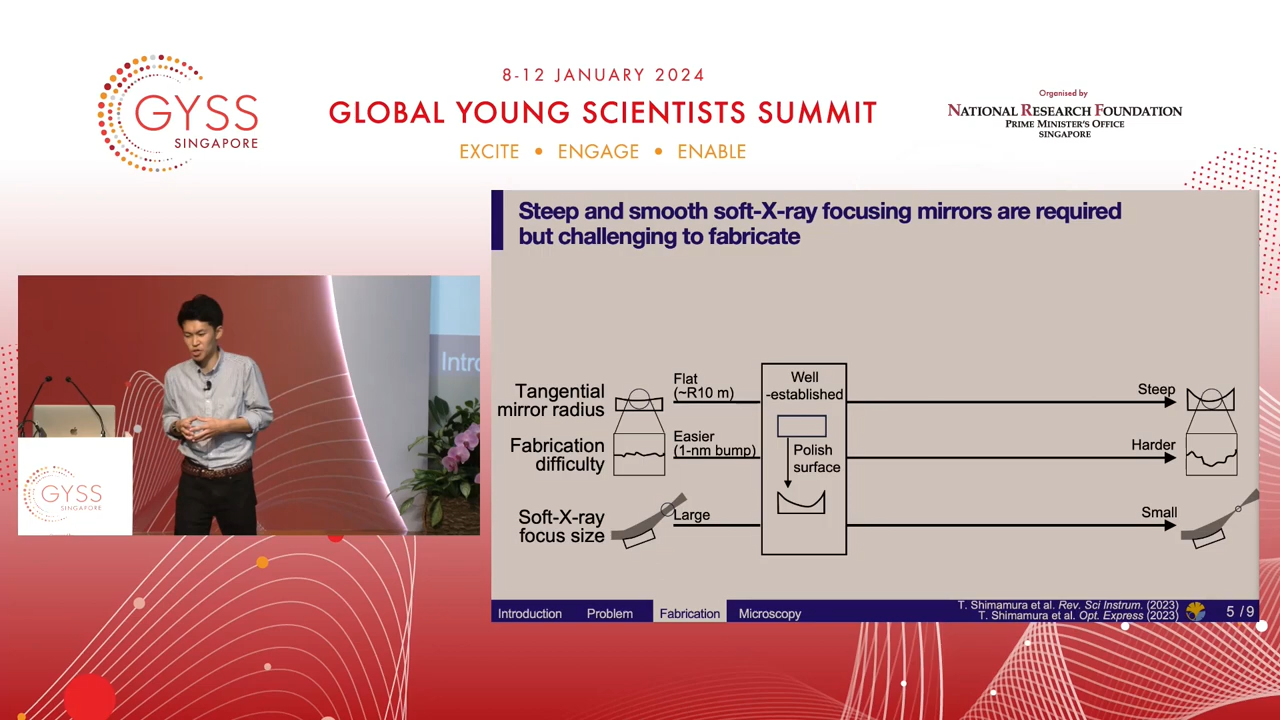 GYSS
SINGAPORE
8-12 JANUARY 2024
GLOBAL YOUNG SCIENTISTS SUMMIT
EXCITE • ENGAGE • ENABLE
Organised by
NATIONAL RESEARCH FOUNDATION
PRIME MINISTER'S OFFICE
SINGAPORE
Steep and smooth soft-X-ray focusing mirrors are required
but challenging to fabricate
Tangential
mirror radius
Flat
(~R10 m)
Well
-established
Steep
Fabrication
difficulty
Easier
(1-nm bump)
Polish
surface
Harder
Soft-X-ray
focus size
Large
Small
Introduction Problem Fabrication Microscopy
T. Shimamura et al. Rev. Sci Instrum. (2023)
T. Shimamura et al. Opt. Express (2023)
5 / 9
Intro
GYSS
SINGAPORE